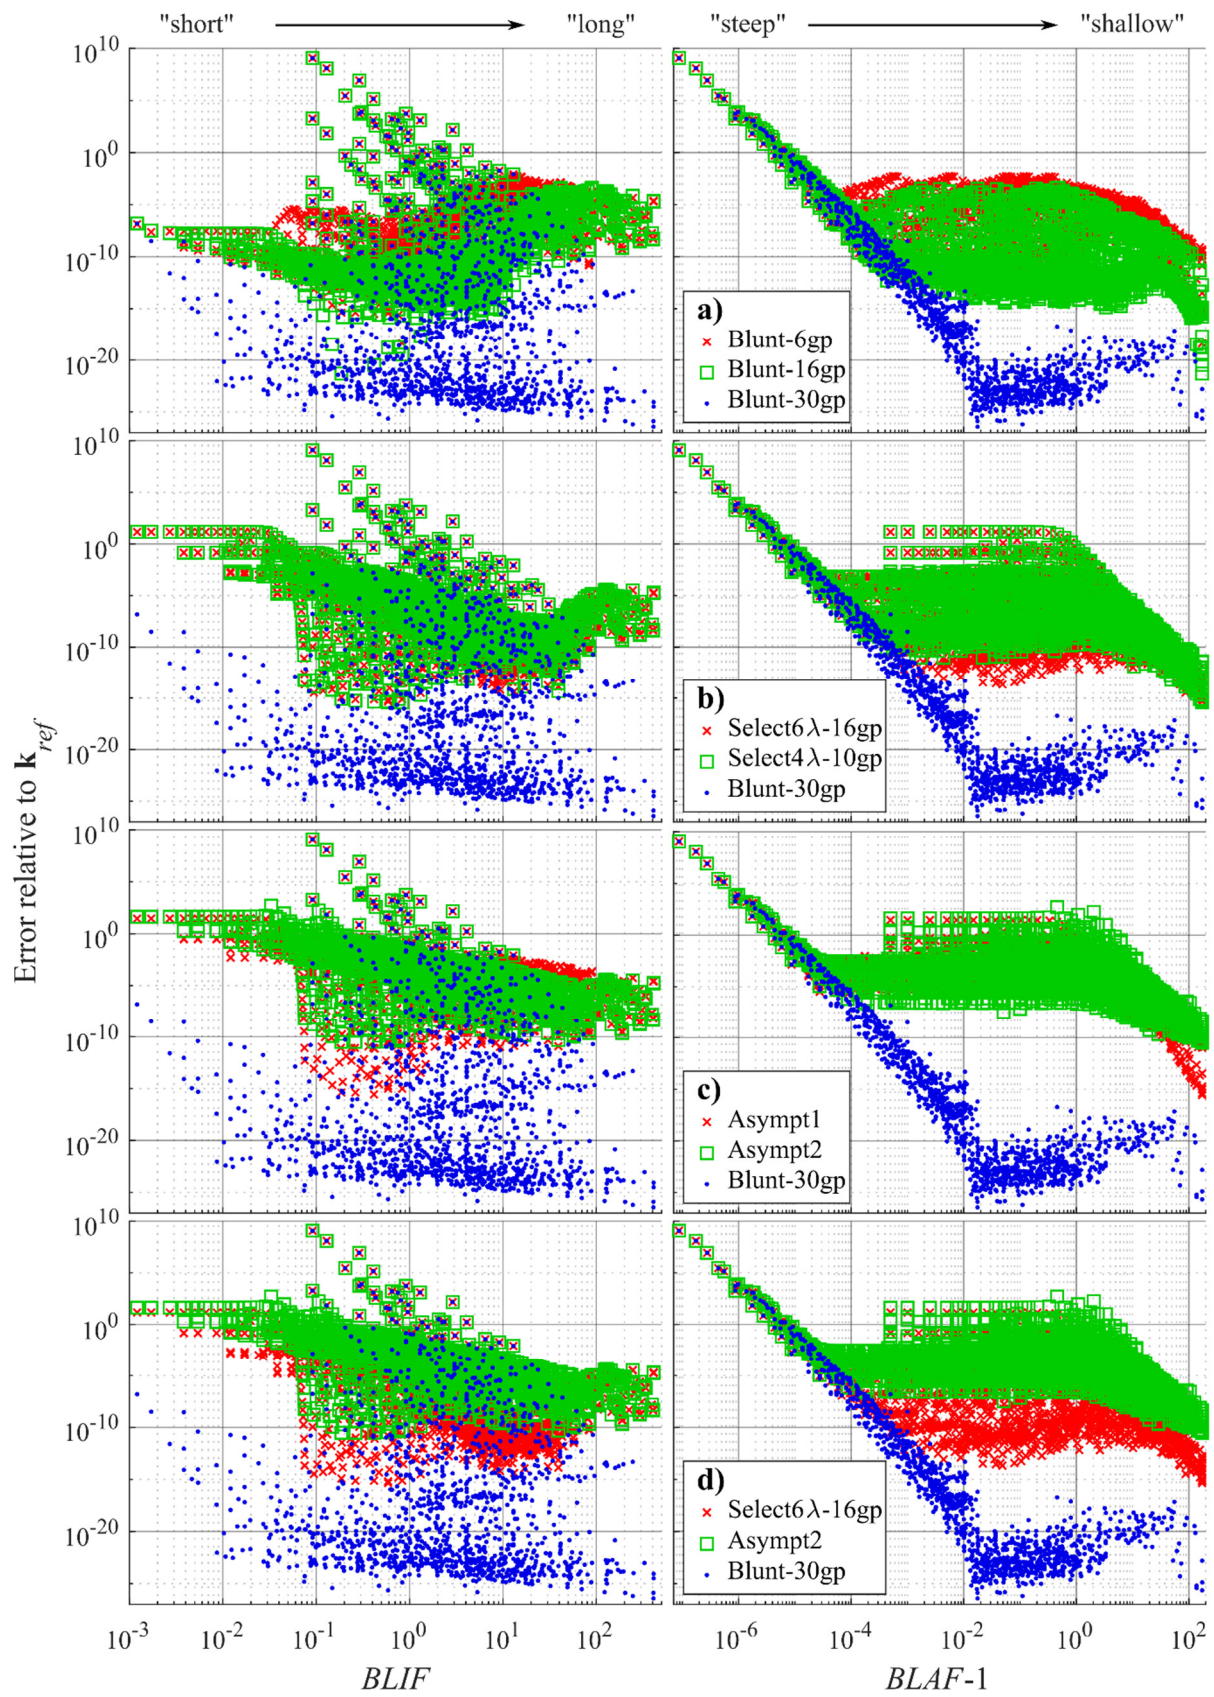 "short" "long" "steep" "shallow"
Error relative to k_ref
10^10
10^0
10^-10
10^-20
a)
Blunt-6gp
Blunt-16gp
Blunt-30gp
10^10
10^0
10^-10
10^-20
b)
Select6λ-16gp
Select4λ-10gp
Blunt-30gp
10^10
10^0
10^-10
10^-20
c)
Asympt1
Asympt2
Blunt-30gp
10^10
10^0
10^-10
10^-20
d)
Select6λ-16gp
Asympt2
Blunt-30gp
10^-3 10^-2 10^-1 10^0 10^1 10^2 10^-6 10^-4 10^-2 10^0 10^2
BLIF BLAF-1